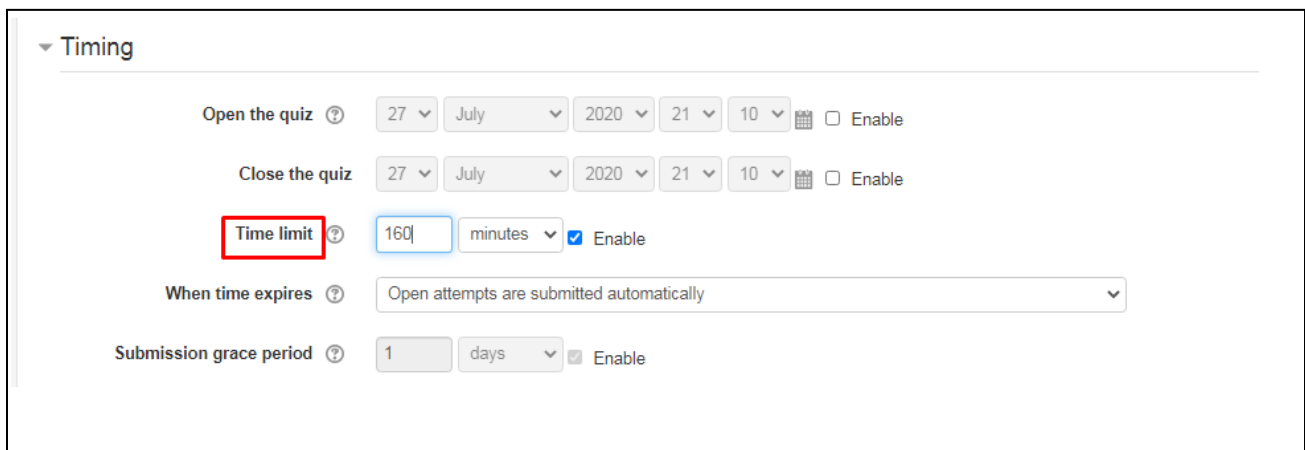 Timing
Open the quiz 27 July 2020 21 10 Enable
Close the quiz 27 July 2020 21 10 Enable
Time limit 160 minutes Enable
When time expires Open attempts are submitted automatically
Submission grace period 1 days Enable